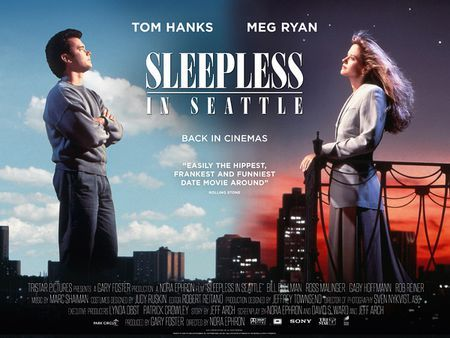 TOM HANKS MEG RYAN
SLEEPLESS
IN SEATTLE
BACK IN CINEMAS
“EASILY THE HIPPEST,
FRANKEST AND FUNNIEST
DATE MOVIE AROUND”
ROLLING STONE
TRISTAR PICTURES PRESENTS A GARY FOSTER PRODUCTION A NORA EPHRON FILM "SLEEPLESS IN SEATTLE" BILL PULLMAN ROSS MALINGER GABY HOFFMANN ROB REINER
MUSIC BY MARC SHAIMAN COSTUMES DESIGNED BY JUDY RUSKIN EDITOR ROBERT REITANO PRODUCTION DESIGNED BY JEFFREY TOWNSEND DIRECTOR OF PHOTOGRAPHY SVEN NYKVIST, ASC
EXECUTIVE PRODUCERS LYNDA OBST PATRICK CROWLEY STORY BY JEFF ARCH SCREENPLAY BY NORA EPHRON AND DAVID S. WARD AND JEFF ARCH
PARK CIRCUS PRODUCED BY GARY FOSTER DIRECTED BY NORA EPHRON SONY